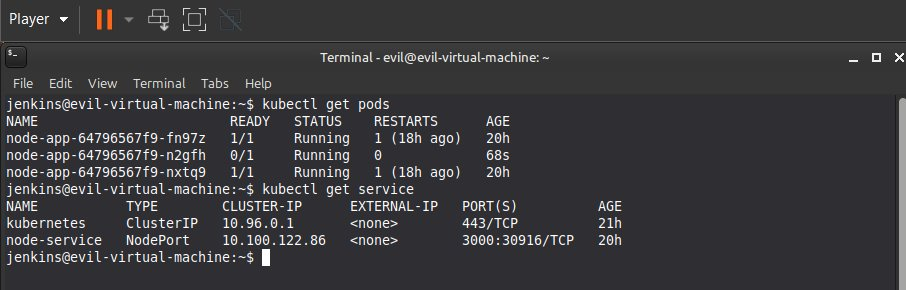 Player
Terminal - evil@evil-virtual-machine: ~
File Edit View Terminal Tabs Help
jenkins@evil-virtual-machine:~$ kubectl get pods
NAME READY STATUS RESTARTS AGE
node-app-64796567f9-fn97z 1/1 Running 1 (18h ago) 20h
node-app-64796567f9-n2gfh 0/1 Running 0 68s
node-app-64796567f9-nxtq9 1/1 Running 1 (18h ago) 20h
jenkins@evil-virtual-machine:~$ kubectl get service
NAME TYPE CLUSTER-IP EXTERNAL-IP PORT(S) AGE
kubernetes ClusterIP 10.96.0.1 <none> 443/TCP 21h
node-service NodePort 10.100.122.86 <none> 3000:30916/TCP 20h
jenkins@evil-virtual-machine:~$